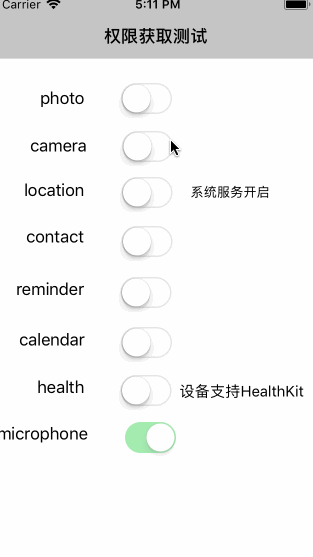 Carrier 5:11 PM
权限获取测试
photo
camera
location 系统服务开启
contact
reminder
calendar
health 设备支持HealthKit
microphone